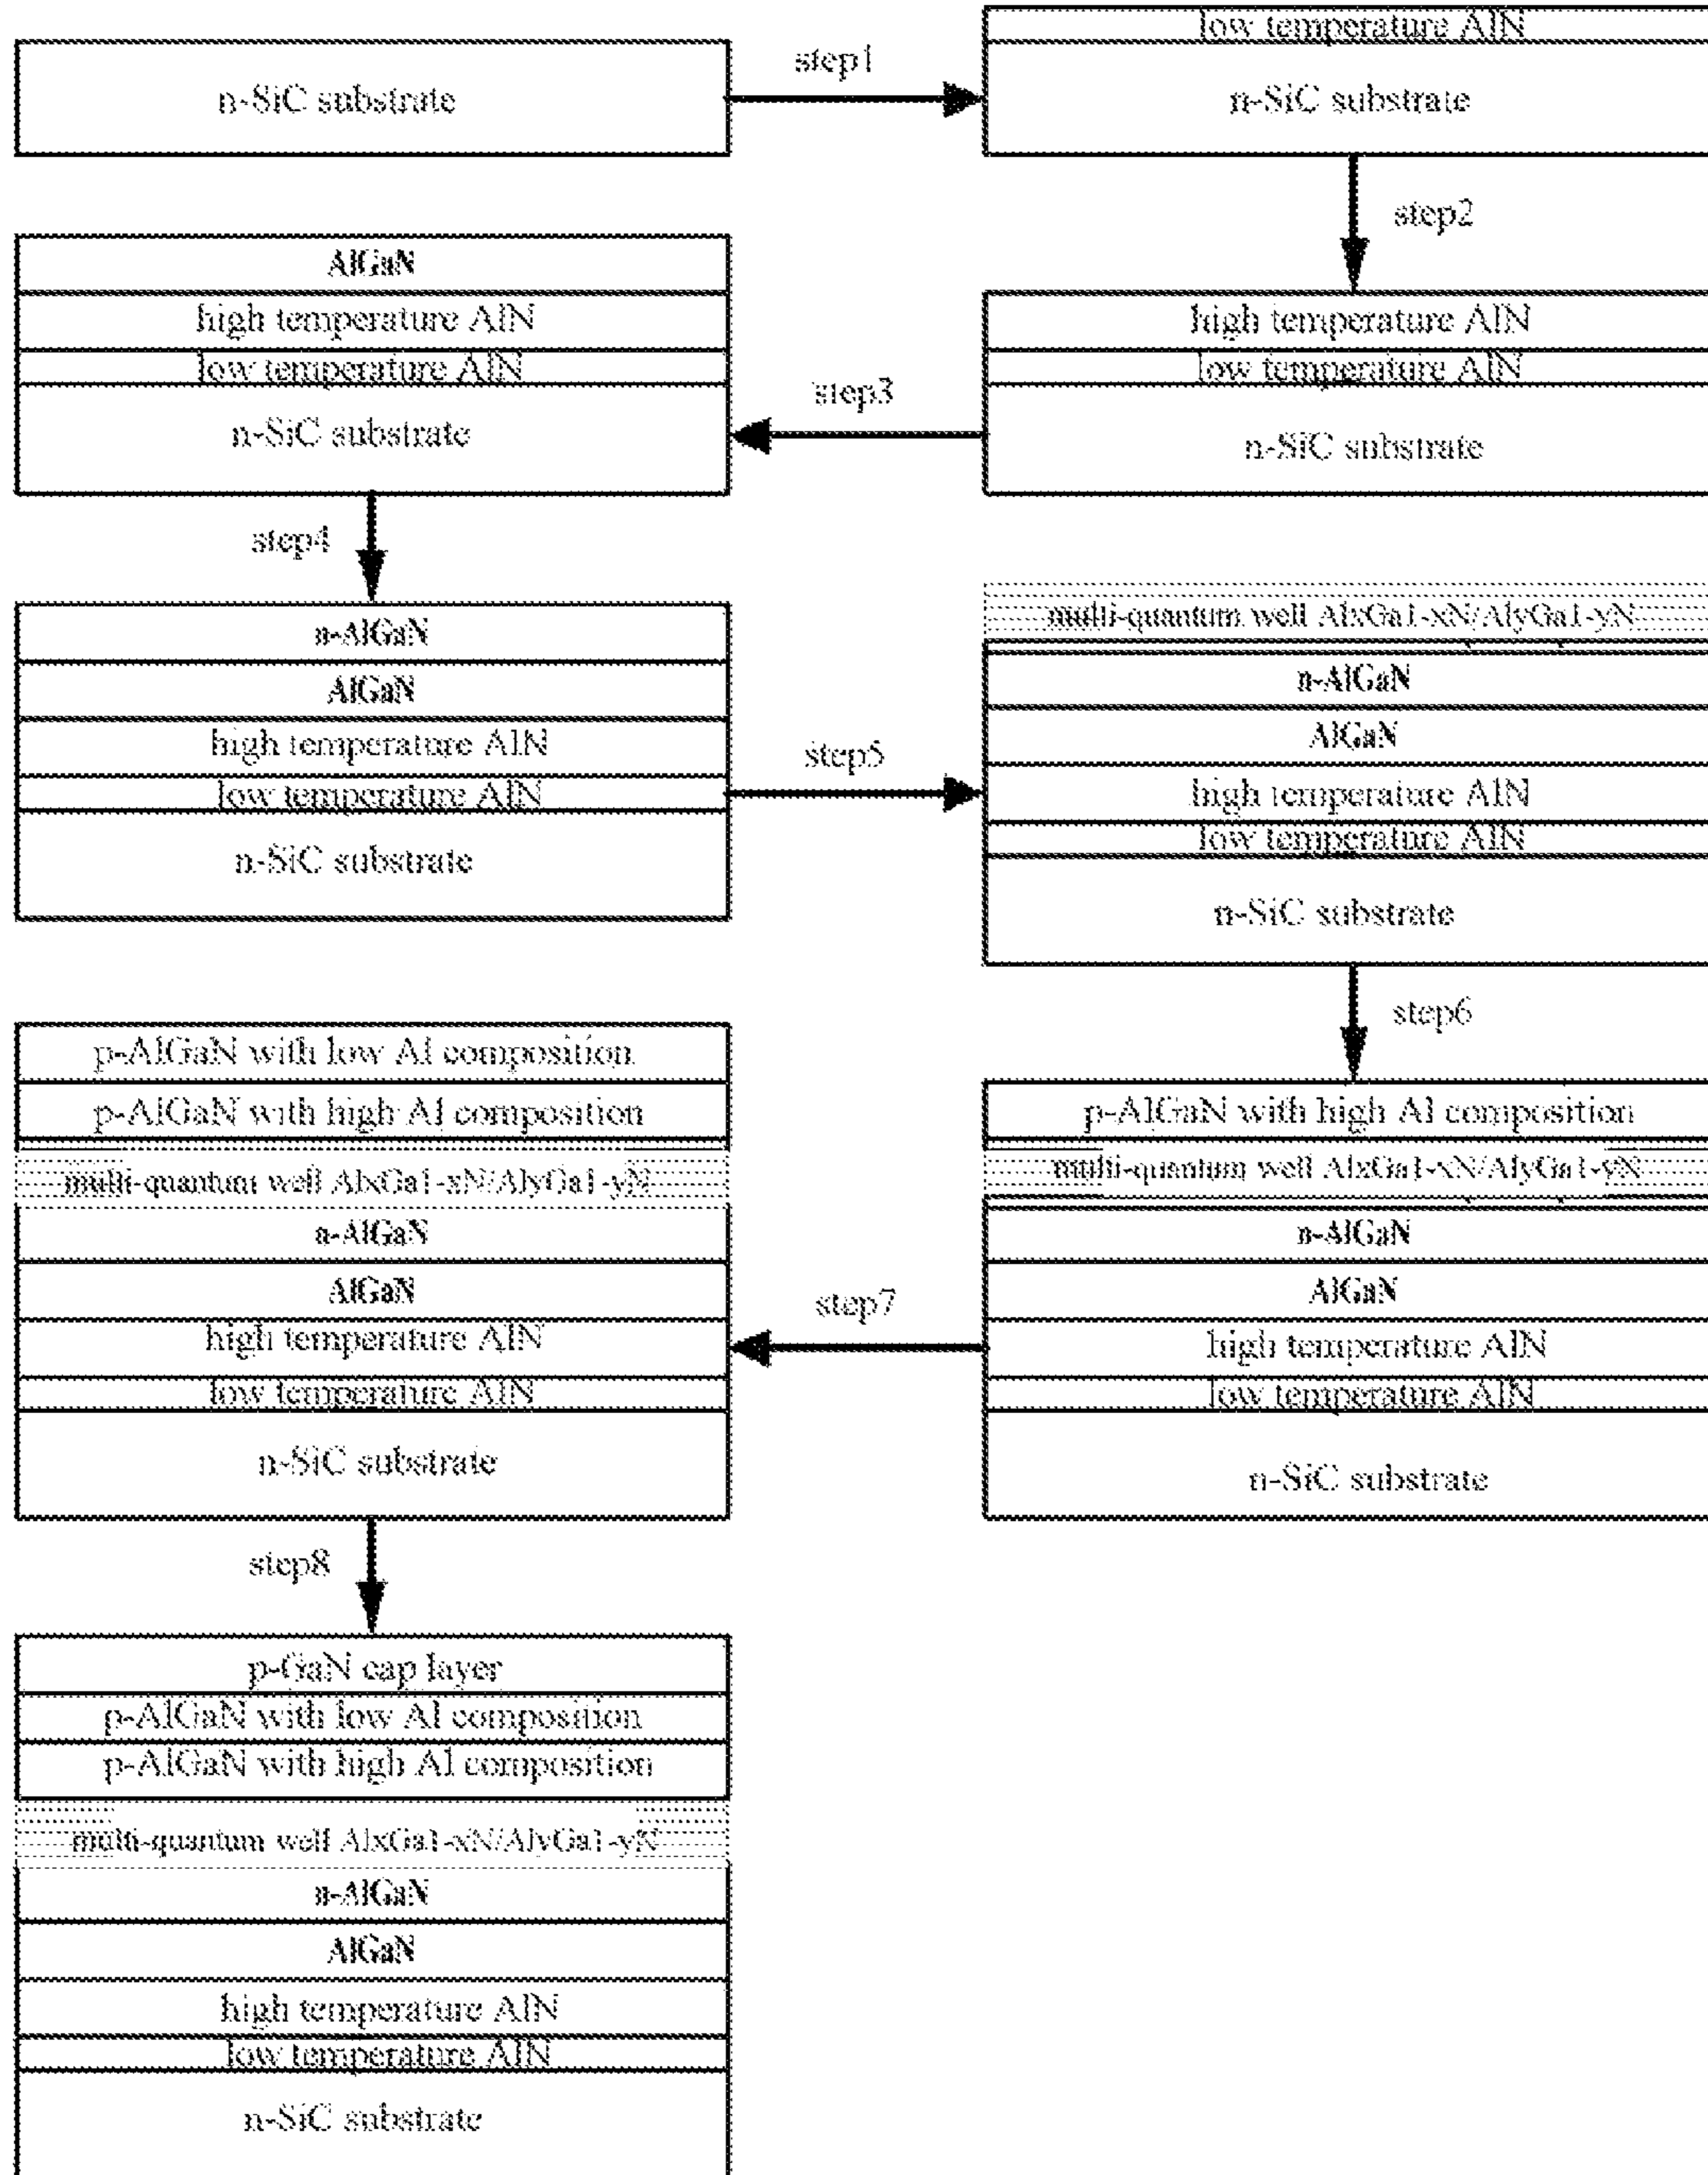 n-SiC substrate
step1
low temperature AlN
n-SiC substrate
step2
high temperature AlN
low temperature AlN
n-SiC substrate
step3
AlGaN
high temperature AlN
low temperature AlN
n-SiC substrate
step4
n-AlGaN
AlGaN
high temperature AlN
low temperature AlN
n-SiC substrate
step5
multi-quantum well AlxGa1-xN/AlyGa1-yN
n-AlGaN
AlGaN
high temperature AlN
low temperature AlN
n-SiC substrate
step6
p-AlGaN with high Al composition
multi-quantum well AlxGa1-xN/AlyGa1-yN
n-AlGaN
AlGaN
high temperature AlN
low temperature AlN
n-SiC substrate
step7
p-AlGaN with low Al composition
p-AlGaN with high Al composition
multi-quantum well AlxGa1-xN/AlyGa1-yN
n-AlGaN
AlGaN
high temperature AlN
low temperature AlN
n-SiC substrate
step8
p-GaN cap layer
p-AlGaN with low Al composition
p-AlGaN with high Al composition
multi-quantum well AlxGa1-xN/AlyGa1-yN
n-AlGaN
AlGaN
high temperature AlN
low temperature AlN
n-SiC substrate